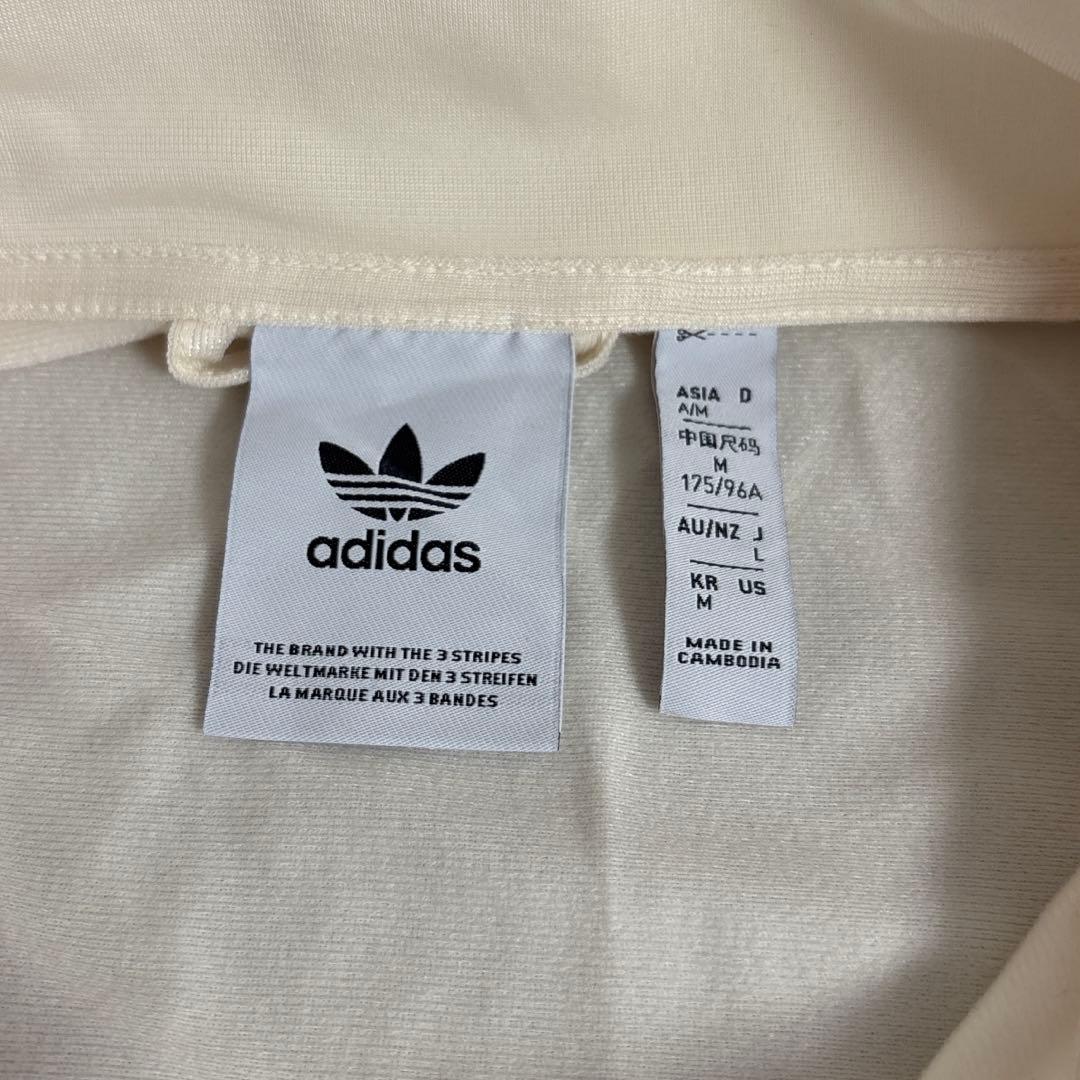 adidas
THE BRAND WITH THE 3 STRIPES
DIE WELTMARKE MIT DEN 3 STREIFEN
LA MARQUE AUX 3 BANDES
ASIA D
A/M
中国尺码
M
175/96A
AU/NZ J
L
KR US
M
MADE IN
CAMBODIA